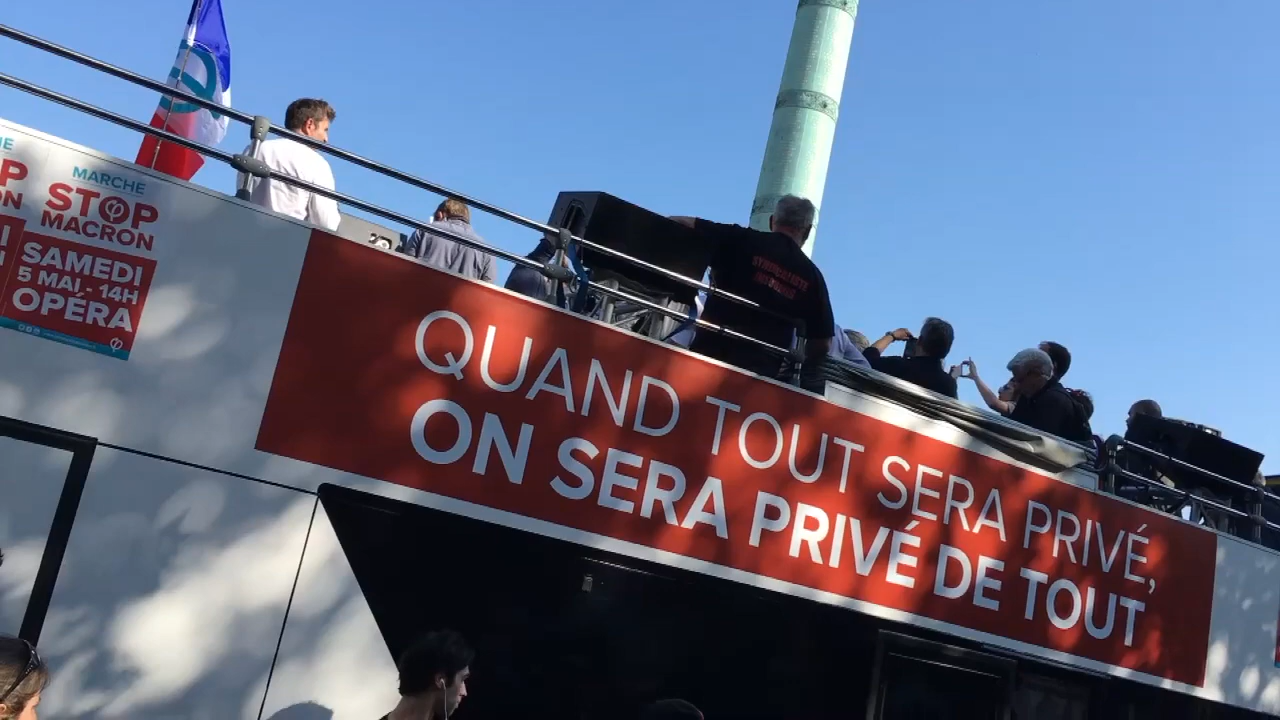 MARCHE
STOP
MACRON
SAMEDI
5 MAI - 14H
OPÉRA
QUAND TOUT SERA PRIVÉ,
ON SERA PRIVÉ DE TOUT